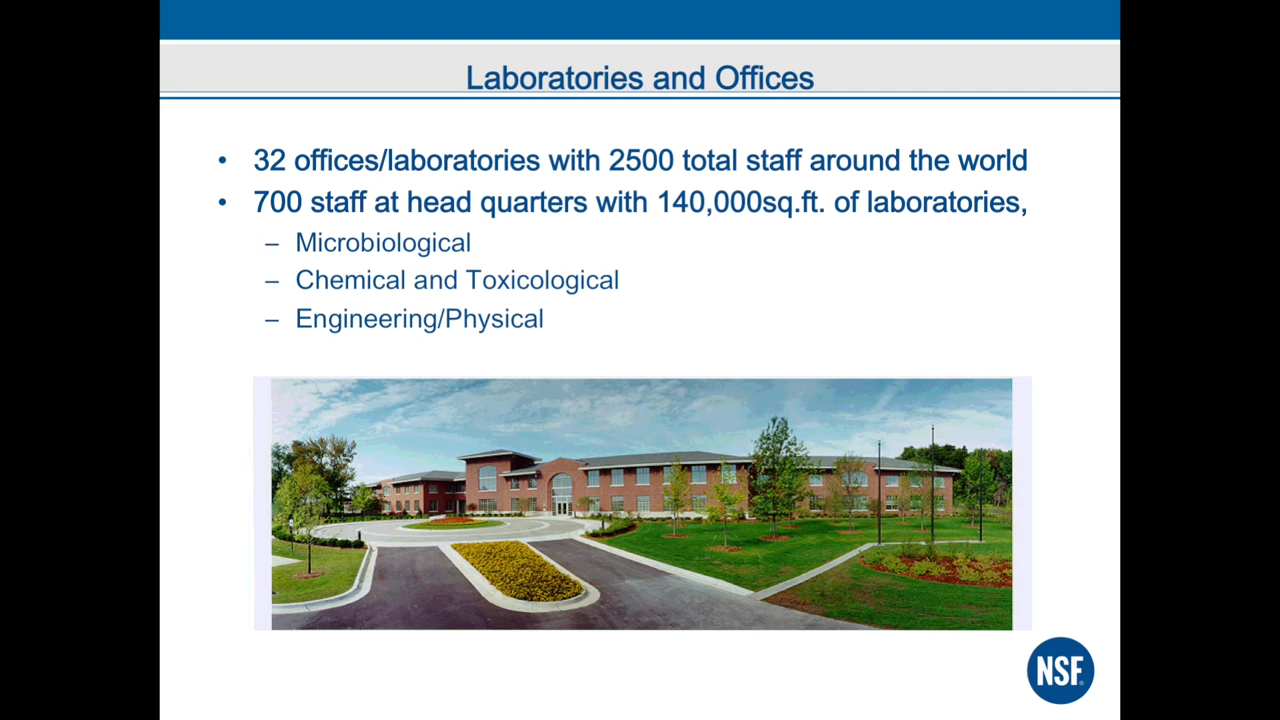 Laboratories and Offices
• 32 offices/laboratories with 2500 total staff around the world
• 700 staff at head quarters with 140,000sq.ft. of laboratories,
– Microbiological
– Chemical and Toxicological
– Engineering/Physical
NSF®